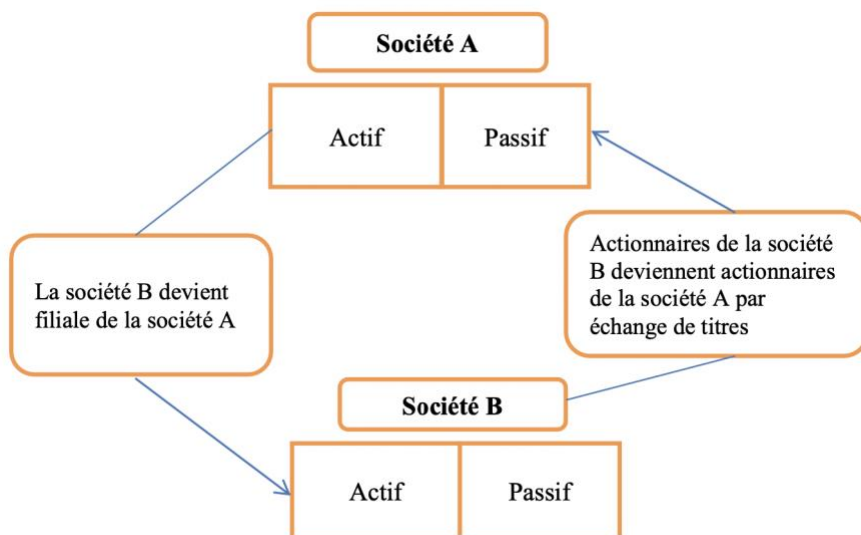 Société A
Actif
Passif
La société B devient
filiale de la société A
Actionnaires de la société
B deviennent actionnaires
de la société A par
échange de titres
Société B
Actif
Passif